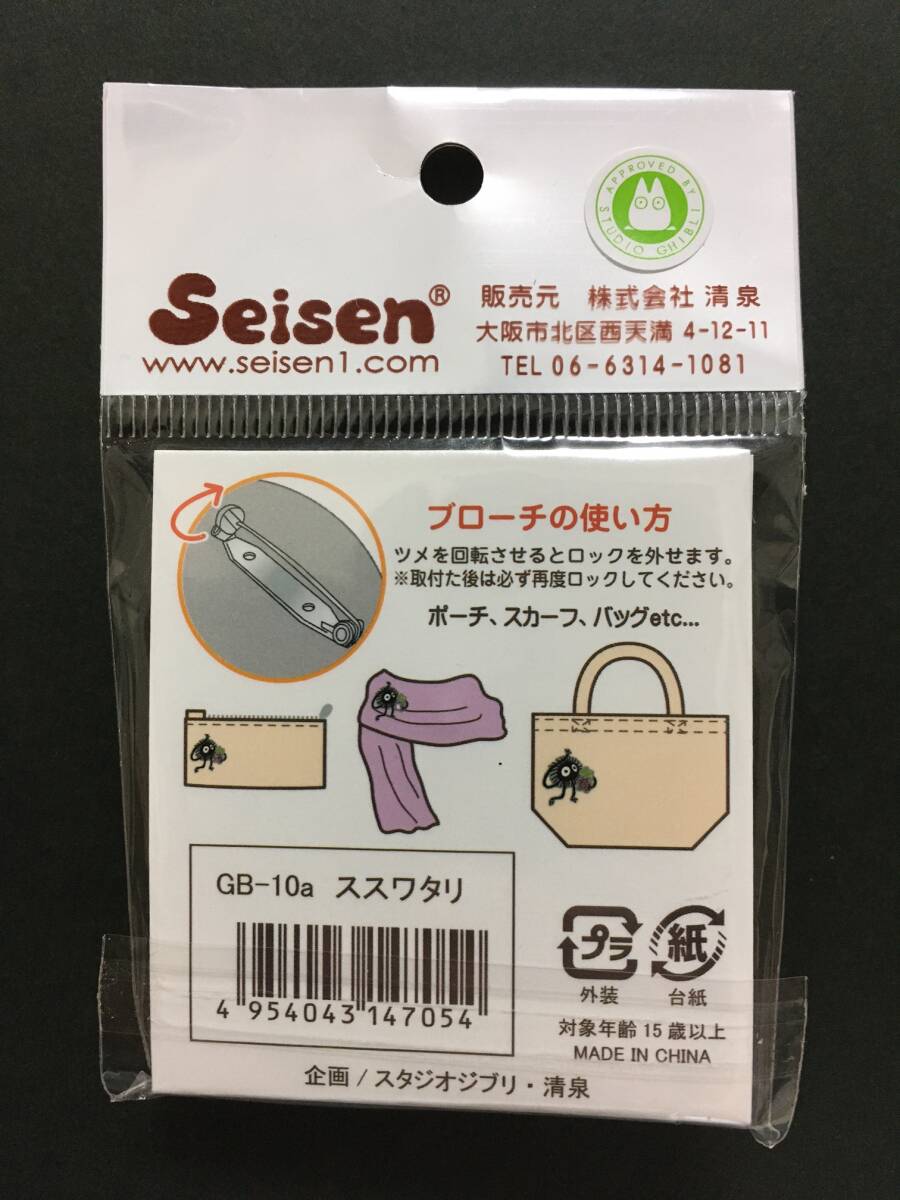 APPROVED BY
STUDIO GHIBLI
Seisen®
www.seisen1.com
販売元 株式会社 清泉
大阪市北区西天満 4-12-11
TEL 06-6314-1081
ブローチの使い方
ツメを回転させるとロックを外せます。
※取付た後は必ず再度ロックしてください。
ポーチ、スカーフ、バッグetc...
GB-10a ススワタリ
4 954043 147054
プラ
外装
紙
台紙
対象年齢 15 歳以上
MADE IN CHINA
企画 / スタジオジブリ・清泉